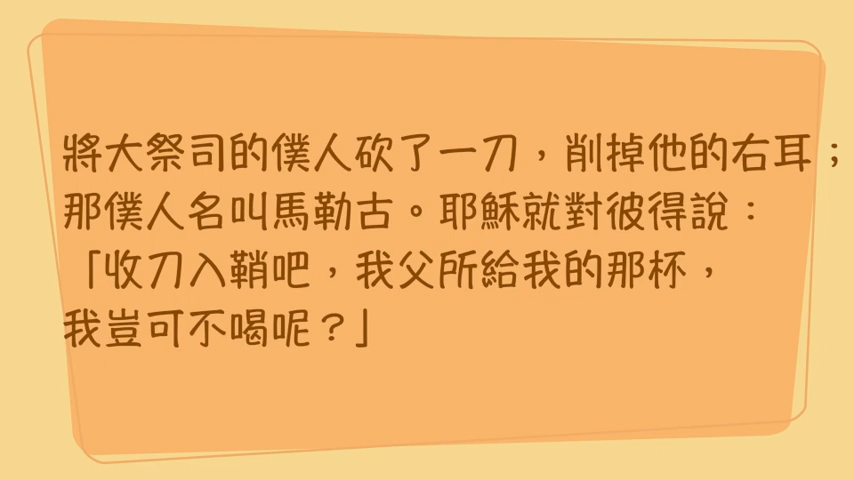 將大祭司的僕人砍了一刀，削掉他的右耳；
那僕人名叫馬勒古。耶穌就對彼得說：
「收刀入鞘吧，我父所給我的那杯，
我豈可不喝呢？」